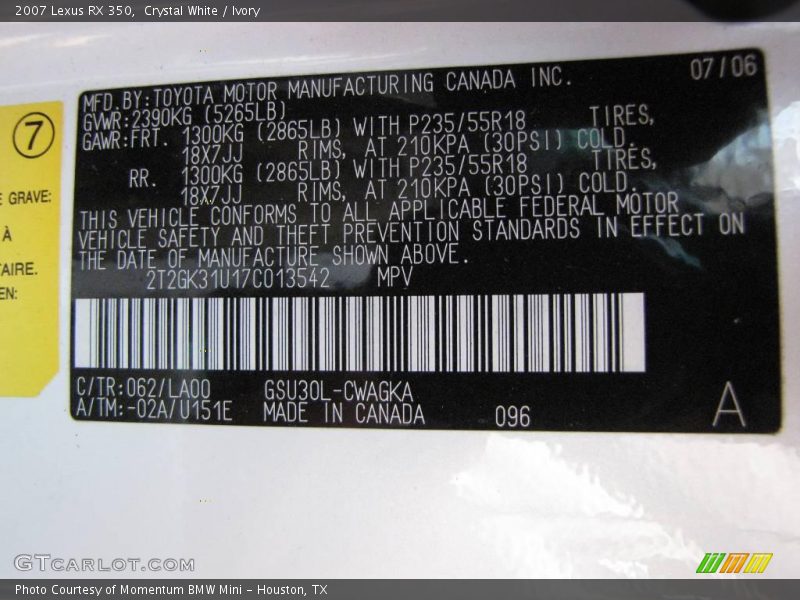 2007 Lexus RX 350,  Crystal White / Ivory
07/06
MFD.BY:TOYOTA MOTOR MANUFACTURING CANADA INC.
GVWR:2390KG (5265LB)
GAWR:FRT. 1300KG (2865LB) WITH P235/55R18 TIRES,
18X7JJ RIMS, AT 210KPA (30PSI) COLD.
RR. 1300KG (2865LB) WITH P235/55R18 TIRES,
18X7JJ RIMS, AT 210KPA (30PSI) COLD.
THIS VEHICLE CONFORMS TO ALL APPLICABLE FEDERAL MOTOR
VEHICLE SAFETY AND THEFT PREVENTION STANDARDS IN EFFECT ON
THE DATE OF MANUFACTURE SHOWN ABOVE.
2T2GK31U17C013542 MPV
C/TR:062/LA00 GSU30L-CWAGKA
A/TM:-02A/U151E MADE IN CANADA 096 A
7
E GRAVE:
À
TAIRE.
EN:
GTCARLOT.COM
Photo Courtesy of Momentum BMW Mini - Houston, TX